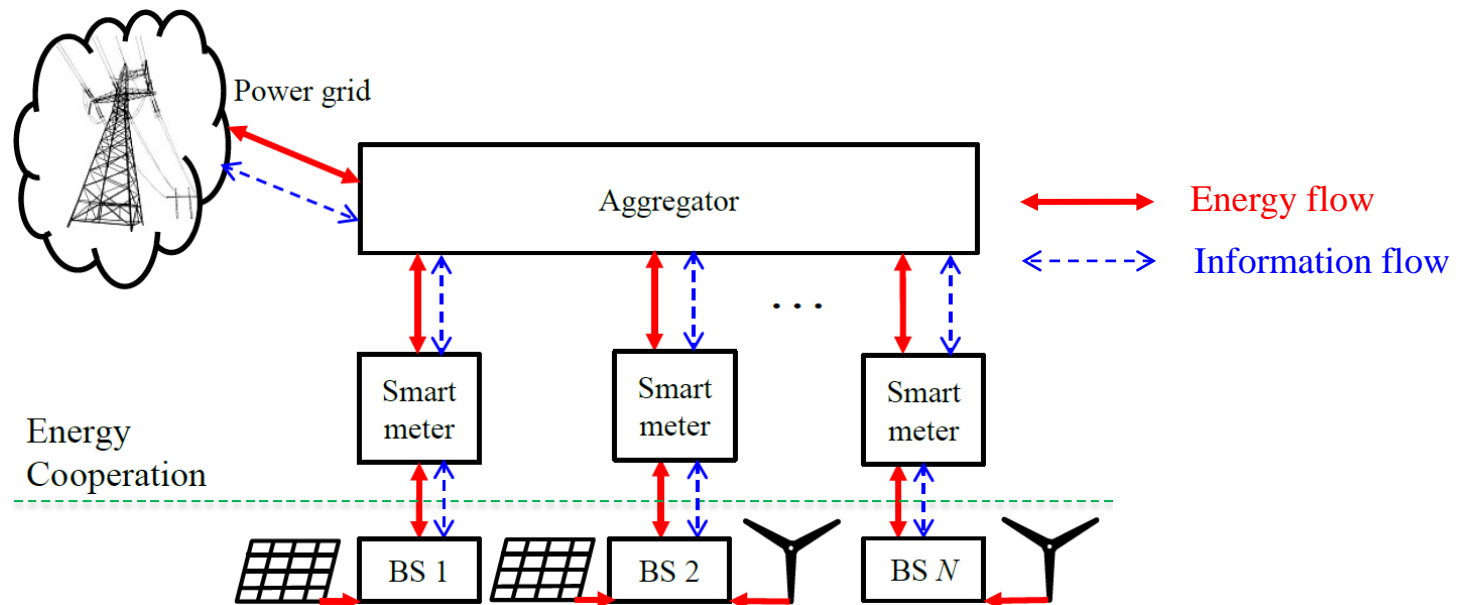 Power grid
Aggregator
Energy flow
Information flow
. . .
Smart
meter
Smart
meter
Smart
meter
Energy
Cooperation
BS 1
BS 2
BS N